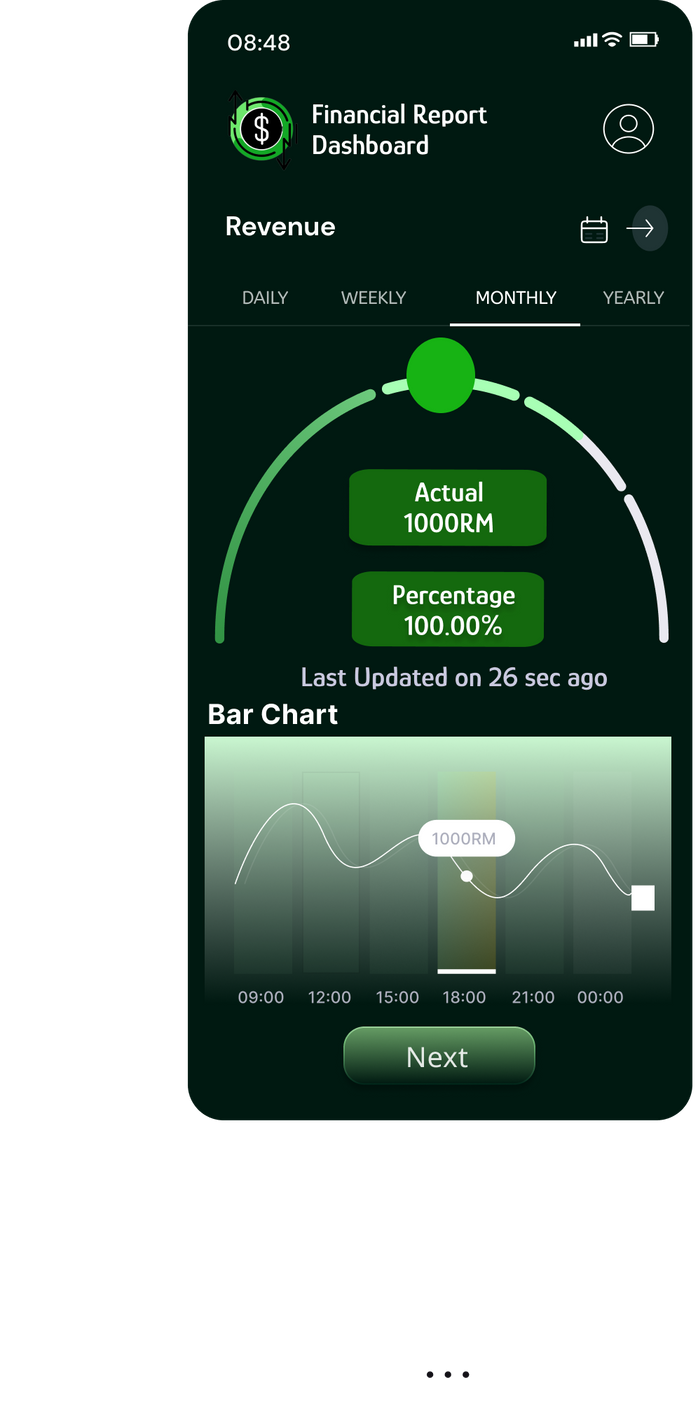 08:48
$
Financial Report
Dashboard
Revenue
DAILY WEEKLY MONTHLY YEARLY
Actual
1000RM
Percentage
100.00%
Last Updated on 26 sec ago
Bar Chart
1000RM
09:00 12:00 15:00 18:00 21:00 00:00
Next